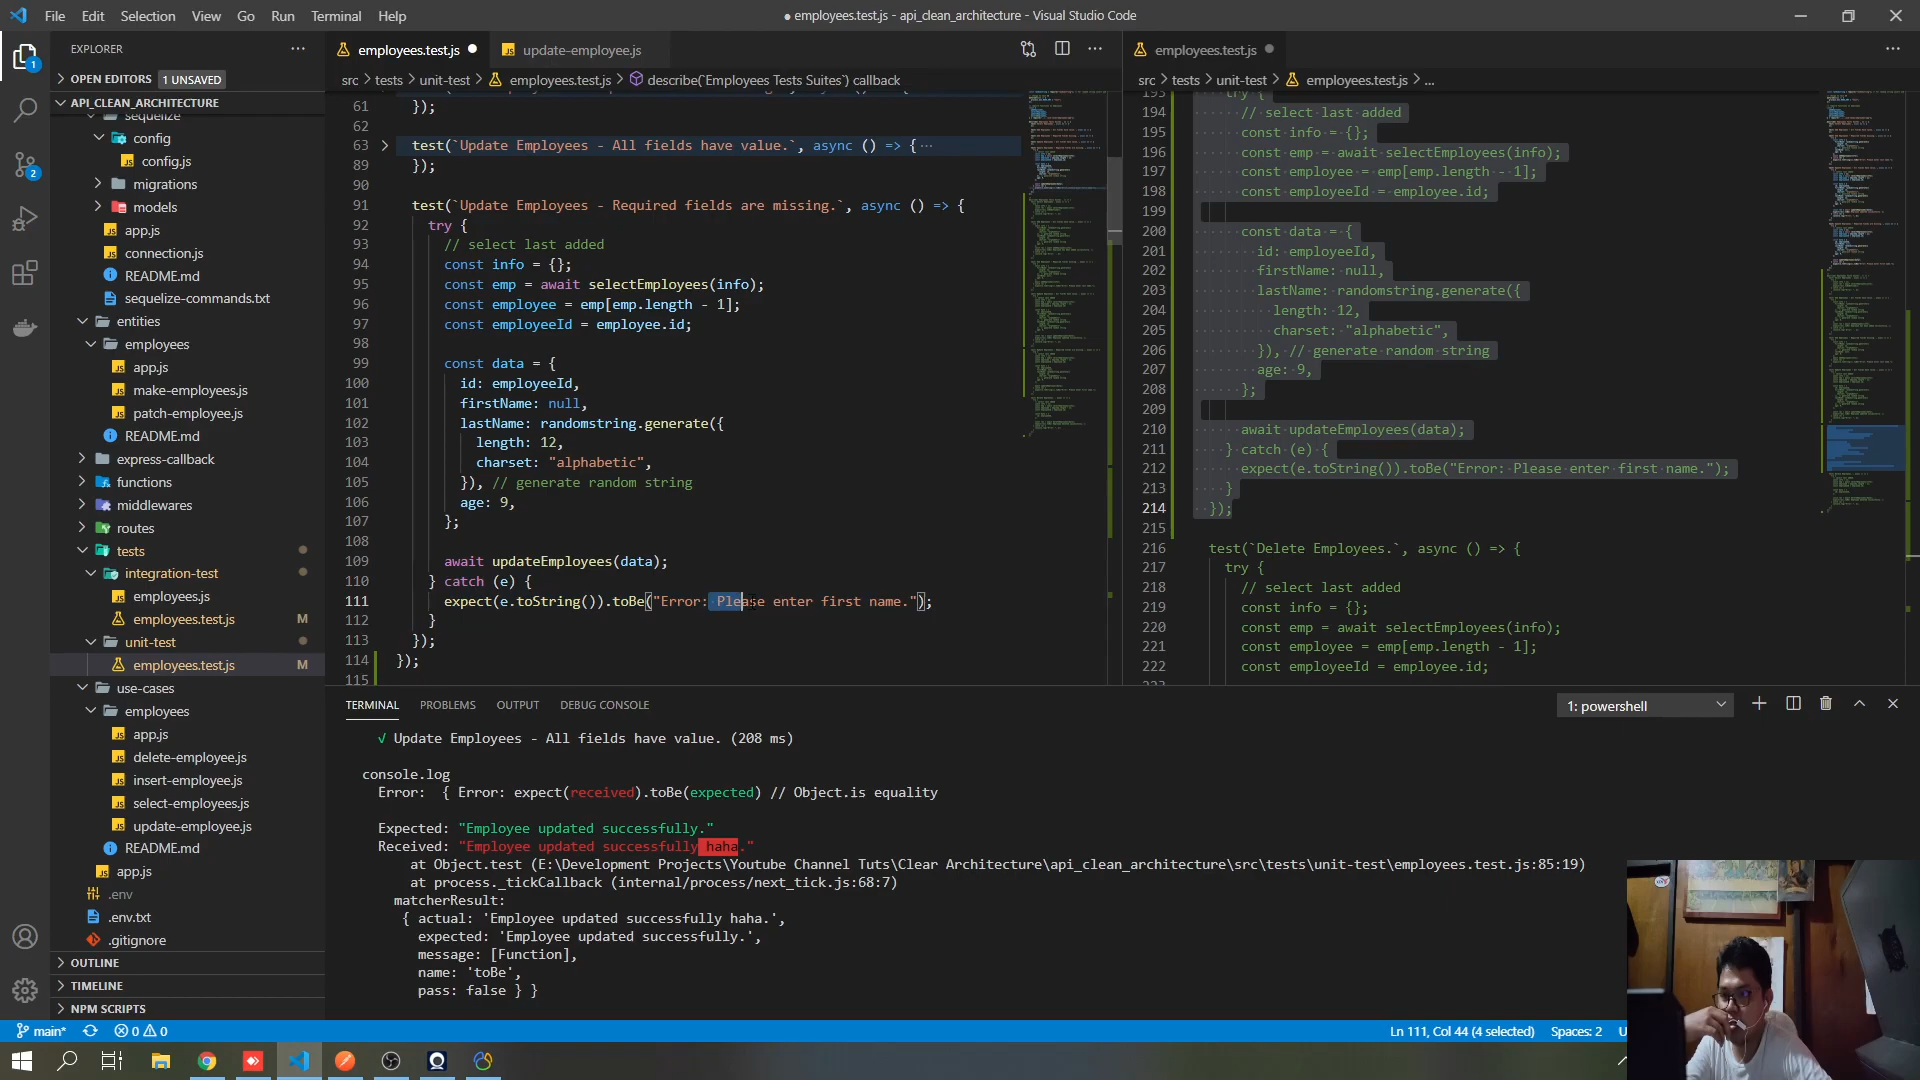 File Edit Selection View Go Run Terminal Help
● employees.test.js - api_clean_architecture - Visual Studio Code
EXPLORER
OPEN EDITORS 1 UNSAVED
API_CLEAN_ARCHITECTURE
sequelize
config
config.js
migrations
models
app.js
connection.js
README.md
sequelize-commands.txt
entities
employees
app.js
make-employees.js
patch-employee.js
README.md
express-callback
functions
middlewares
routes
tests
integration-test
employees.js
employees.test.js M
unit-test
employees.test.js M
use-cases
employees
app.js
delete-employee.js
insert-employee.js
select-employees.js
update-employee.js
README.md
app.js
.env
.env.txt
.gitignore
OUTLINE
TIMELINE
NPM SCRIPTS
employees.test.js ● update-employee.js
src > tests > unit-test > employees.test.js > describe(`Employees Tests Suites`) callback
61 });
62
63 test(`Update Employees - All fields have value.`, async () => { ···
89 });
90
91 test(`Update Employees - Required fields are missing.`, async () => {
92 try {
93 // select last added
94 const info = {};
95 const emp = await selectEmployees(info);
96 const employee = emp[emp.length - 1];
97 const employeeId = employee.id;
98
99 const data = {
100 id: employeeId,
101 firstName: null,
102 lastName: randomstring.generate({
103 length: 12,
104 charset: "alphabetic",
105 }), // generate random string
106 age: 9,
107 };
108
109 await updateEmployees(data);
110 } catch (e) {
111 expect(e.toString()).toBe("Error: Please enter first name.");
112 }
113 });
114 });
115
employees.test.js ●
src > tests > unit-test > employees.test.js > ...
193 try {
194 // select last added
195 const info = {};
196 const emp = await selectEmployees(info);
197 const employee = emp[emp.length - 1];
198 const employeeId = employee.id;
199
200 const data = {
201 id: employeeId,
202 firstName: null,
203 lastName: randomstring.generate({
204 length: 12,
205 charset: "alphabetic",
206 }), // generate random string
207 age: 9,
208 };
209
210 await updateEmployees(data);
211 } catch (e) {
212 expect(e.toString()).toBe("Error: Please enter first name.");
213 }
214 });
215
216 test(`Delete Employees.`, async () => {
217 try {
218 // select last added
219 const info = {};
220 const emp = await selectEmployees(info);
221 const employee = emp[emp.length - 1];
222 const employeeId = employee.id;
TERMINAL PROBLEMS OUTPUT DEBUG CONSOLE
1: powershell
√ Update Employees - All fields have value. (208 ms)
console.log
Error: { Error: expect(received).toBe(expected) // Object.is equality
Expected: "Employee updated successfully."
Received: "Employee updated successfully haha."
at Object.test (E:\Development Projects\Youtube Channel Tuts\Clear Architecture\api_clean_architecture\src\tests\unit-test\employees.test.js:85:19)
at process._tickCallback (internal/process/next_tick.js:68:7)
matcherResult:
{ actual: 'Employee updated successfully haha.',
expected: 'Employee updated successfully.',
message: [Function],
name: 'toBe',
pass: false } }
main* 0 0
Ln 111, Col 44 (4 selected) Spaces: 2 U